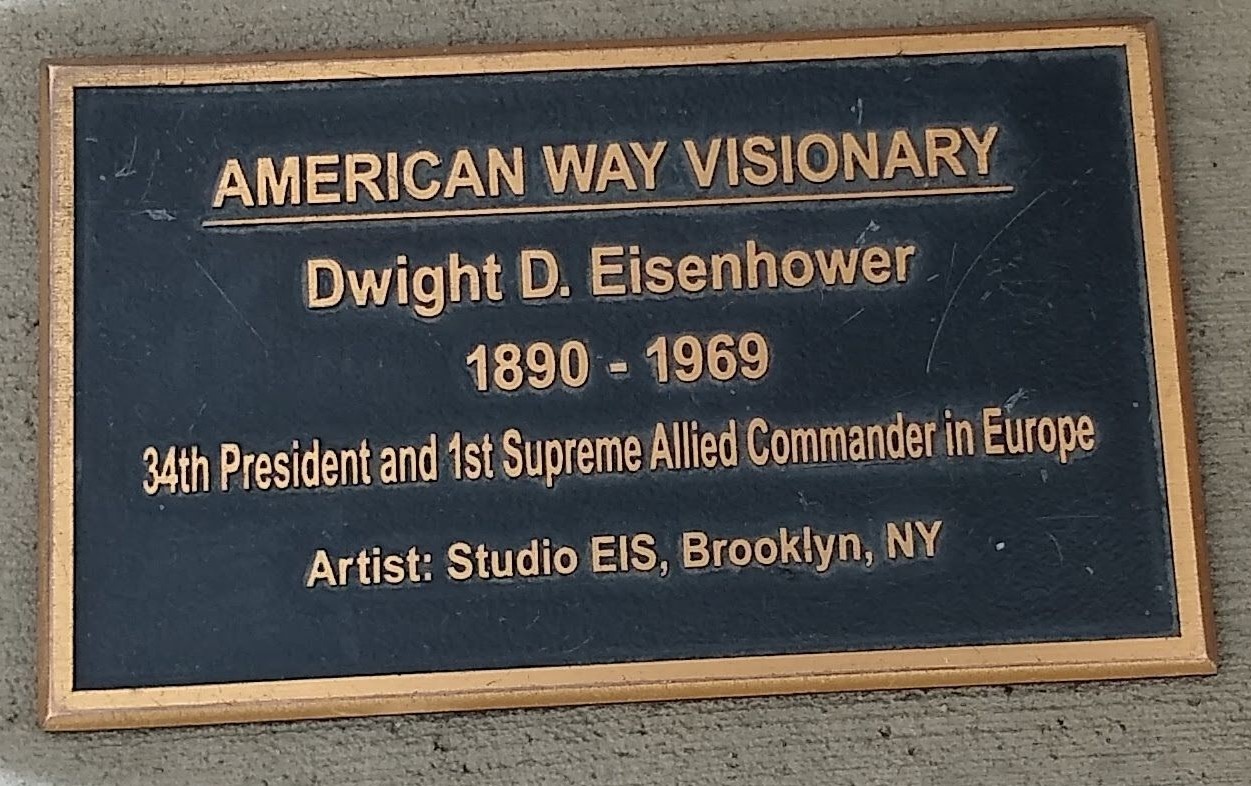 AMERICAN WAY VISIONARY
Dwight D. Eisenhower
1890 - 1969
34th President and 1st Supreme Allied Commander in Europe
Artist: Studio EIS, Brooklyn, NY